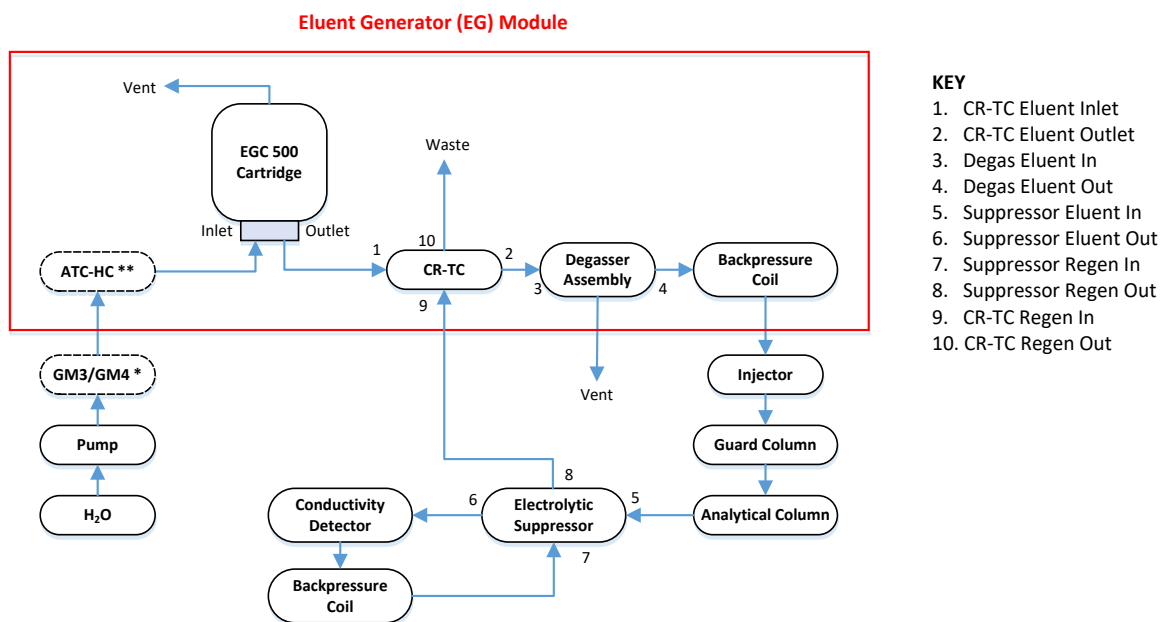 Eluent Generator (EG) Module
Vent
EGC 500
Cartridge
Inlet
Outlet
Waste
ATC-HC **
1
10
CR-TC
9
2
3
Degasser
Assembly
4
Backpressure
Coil
Vent
GM3/GM4 *
Pump
H₂O
Injector
Guard Column
Analytical Column
5
8
Electrolytic
Suppressor
7
6
Conductivity
Detector
Backpressure
Coil
KEY
1. CR-TC Eluent Inlet
2. CR-TC Eluent Outlet
3. Degas Eluent In
4. Degas Eluent Out
5. Suppressor Eluent In
6. Suppressor Eluent Out
7. Suppressor Regen In
8. Suppressor Regen Out
9. CR-TC Regen In
10. CR-TC Regen Out